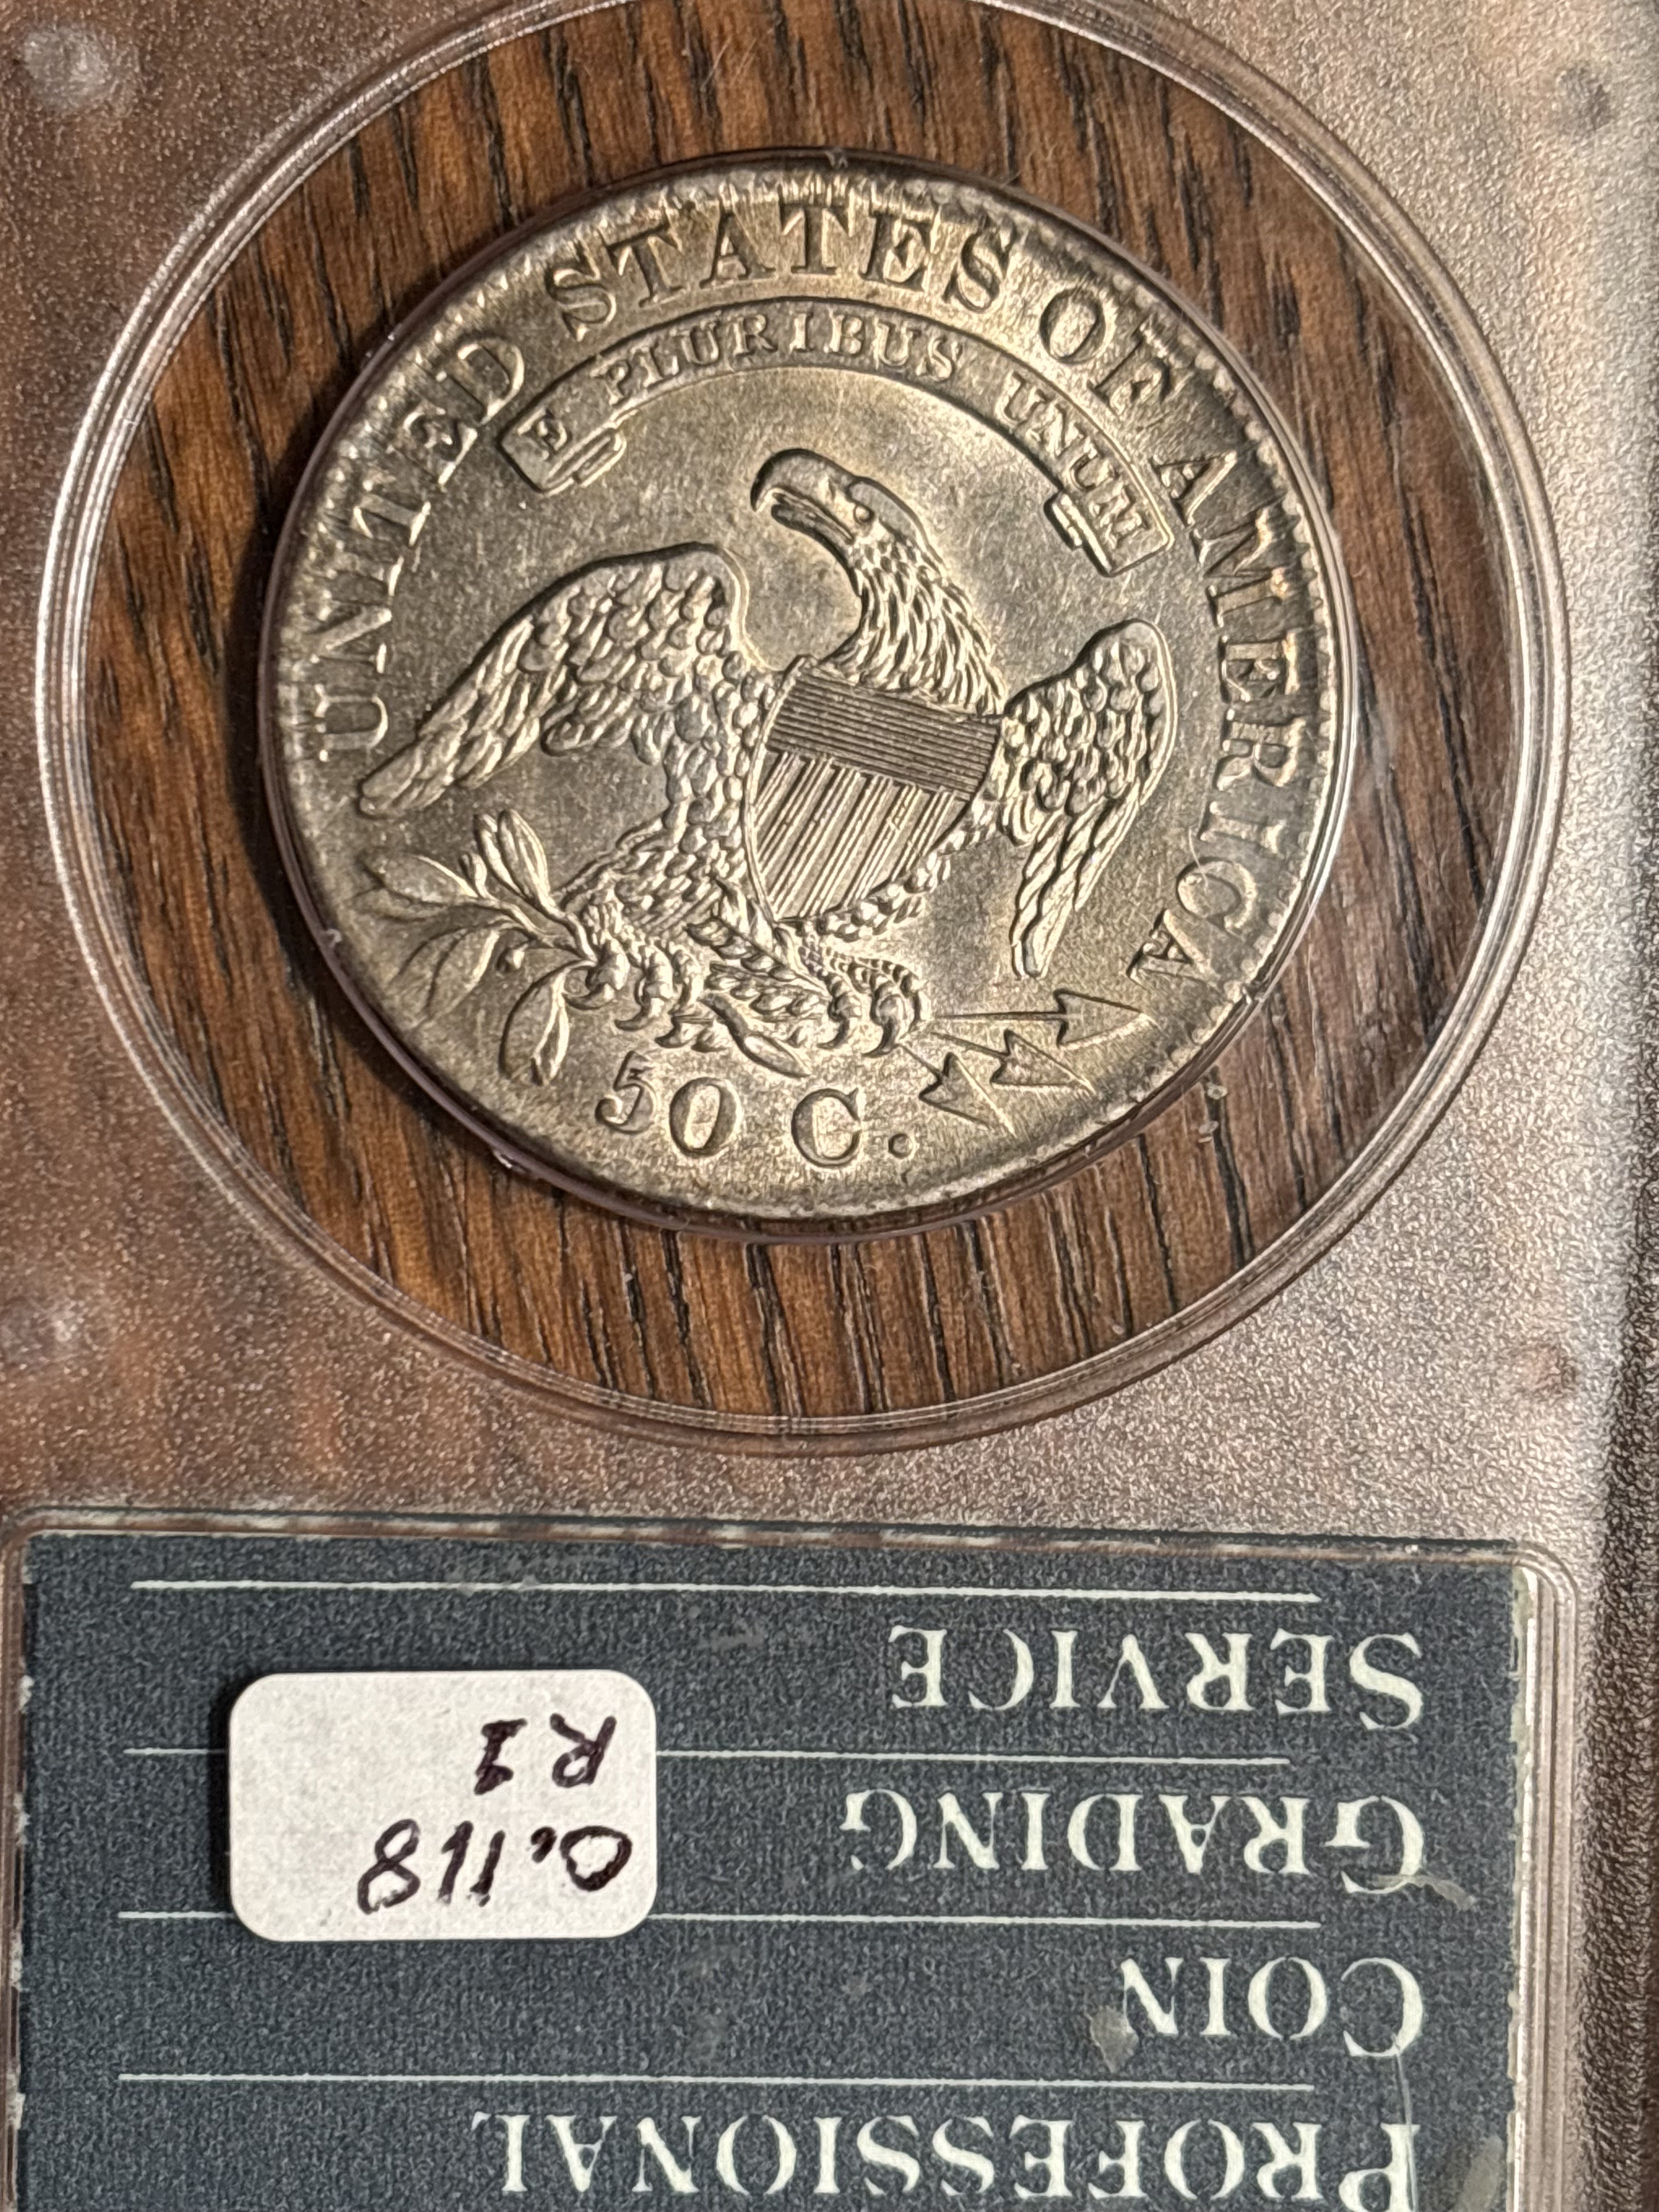 UNITED STATES OF AMERICA
E PLURIBUS UNUM
50 C.
PROFESSIONAL
COIN
GRADING
SERVICE
O.118
R1